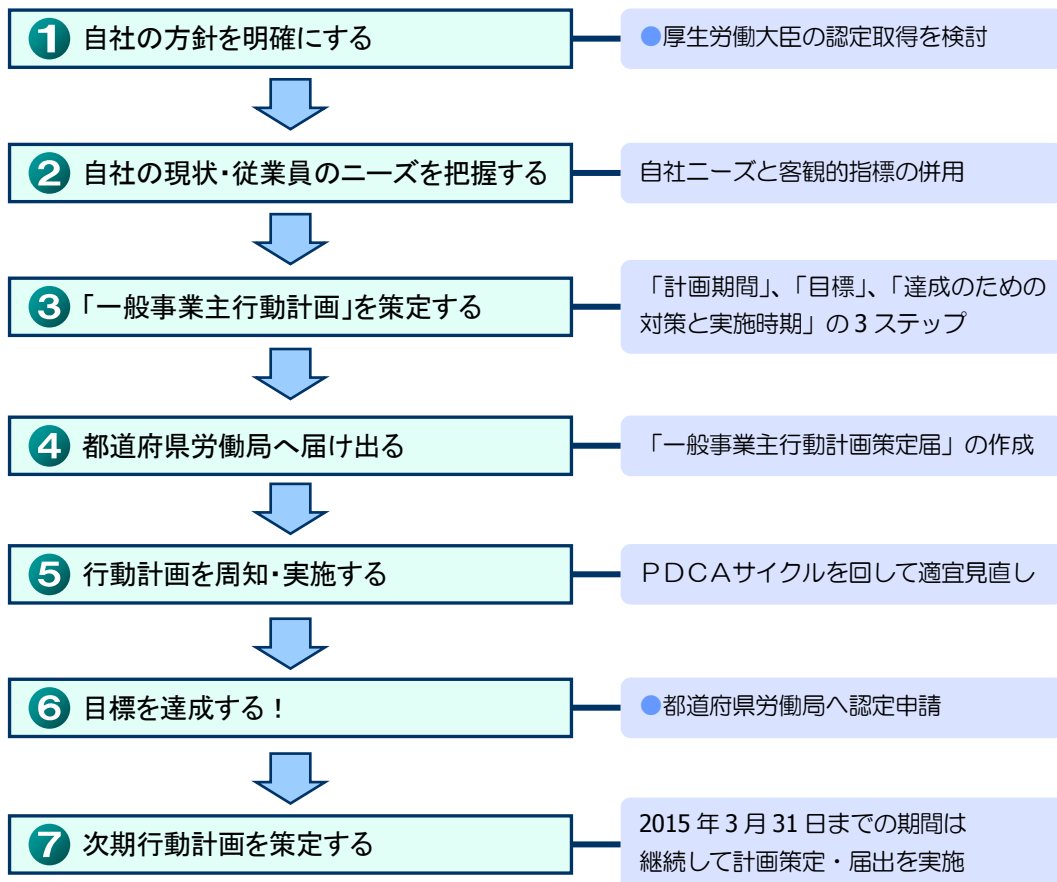 ❶ 自社の方針を明確にする
●厚生労働大臣の認定取得を検討
❷ 自社の現状・従業員のニーズを把握する
自社ニーズと客観的指標の併用
❸ 「一般事業主行動計画」を策定する
「計画期間」、「目標」、「達成のための
対策と実施時期」の3ステップ
❹ 都道府県労働局へ届け出る
「一般事業主行動計画策定届」の作成
❺ 行動計画を周知・実施する
PDCAサイクルを回して適宜見直し
❻ 目標を達成する!
●都道府県労働局へ認定申請
❼ 次期行動計画を策定する
2015年3月31日までの期間は
継続して計画策定・届出を実施